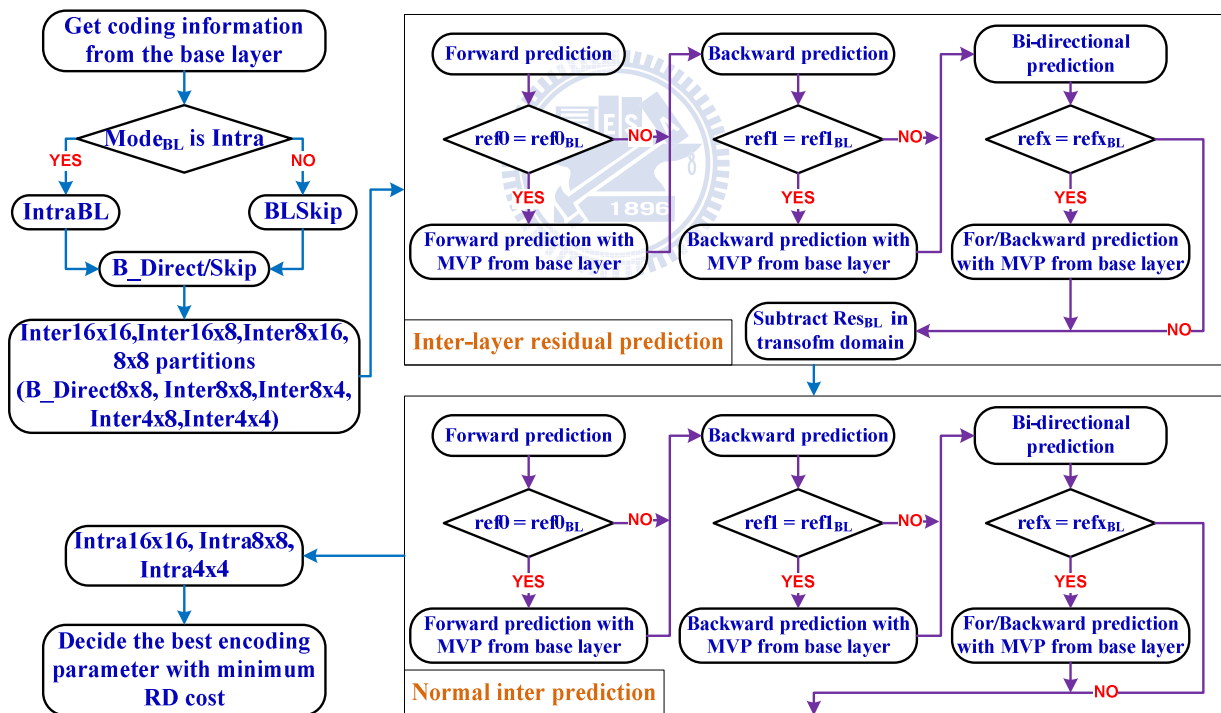 Get coding information
from the base layer
ModeBL is Intra
YES
NO
IntraBL
BLSkip
B_Direct/Skip
Inter16x16,Inter16x8,Inter8x16,
8x8 partitions
(B_Direct8x8, Inter8x8,Inter8x4,
Inter4x8,Inter4x4)
Forward prediction
ref0 = ref0BL
NO
YES
Forward prediction with
MVP from base layer
Backward prediction
ref1 = ref1BL
NO
YES
Backward prediction with
MVP from base layer
Bi-directional
prediction
refx = refxBL
YES
For/Backward prediction
with MVP from base layer
NO
Subtract ResBL in
transofm domain
Inter-layer residual prediction
ES
1896
Forward prediction
ref0 = ref0BL
NO
YES
Forward prediction with
MVP from base layer
Backward prediction
ref1 = ref1BL
NO
YES
Backward prediction with
MVP from base layer
Bi-directional
prediction
refx = refxBL
YES
For/Backward prediction
with MVP from base layer
NO
Normal inter prediction
Intra16x16, Intra8x8,
Intra4x4
Decide the best encoding
parameter with minimum
RD cost